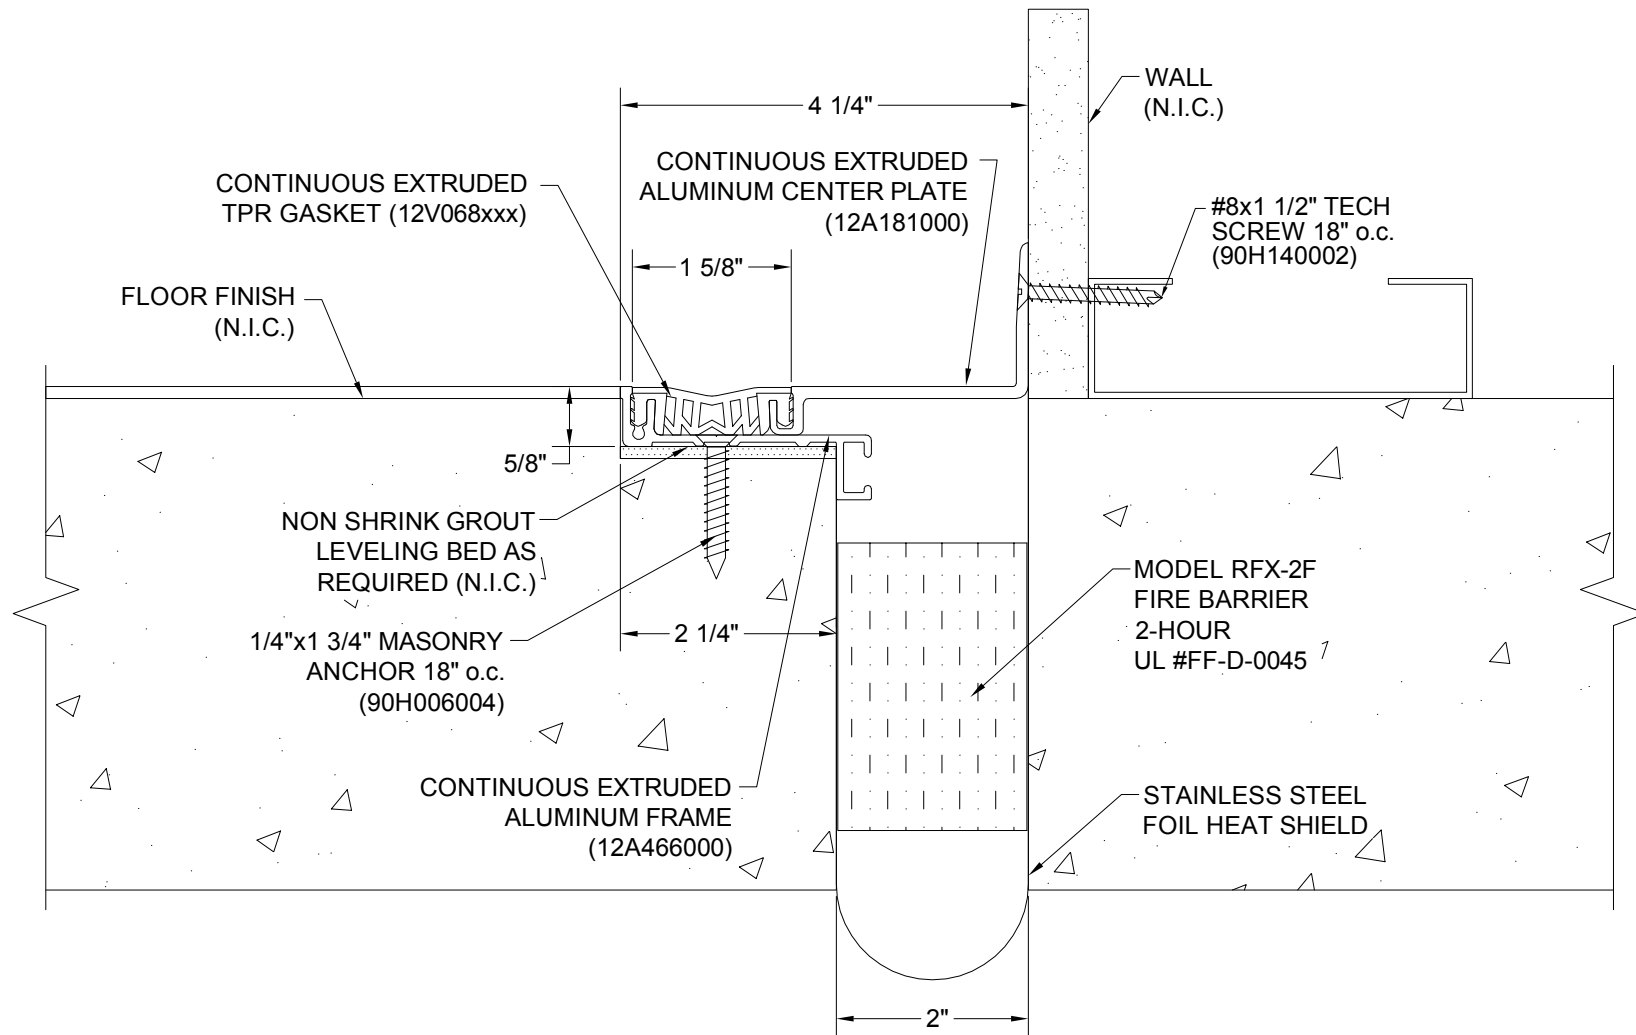 4 1/4"
WALL
(N.I.C.)
CONTINUOUS EXTRUDED
ALUMINUM CENTER PLATE
(12A181000)
CONTINUOUS EXTRUDED
TPR GASKET (12V068xxx)
#8x1 1/2" TECH
SCREW 18" o.c.
(90H140002)
1 5/8"
FLOOR FINISH
(N.I.C.)
5/8"
NON SHRINK GROUT
LEVELING BED AS
REQUIRED (N.I.C.)
MODEL RFX-2F
FIRE BARRIER
2-HOUR
UL #FF-D-0045
2 1/4"
1/4"x1 3/4" MASONRY
ANCHOR 18" o.c.
(90H006004)
CONTINUOUS EXTRUDED
ALUMINUM FRAME
(12A466000)
STAINLESS STEEL
FOIL HEAT SHIELD
2"